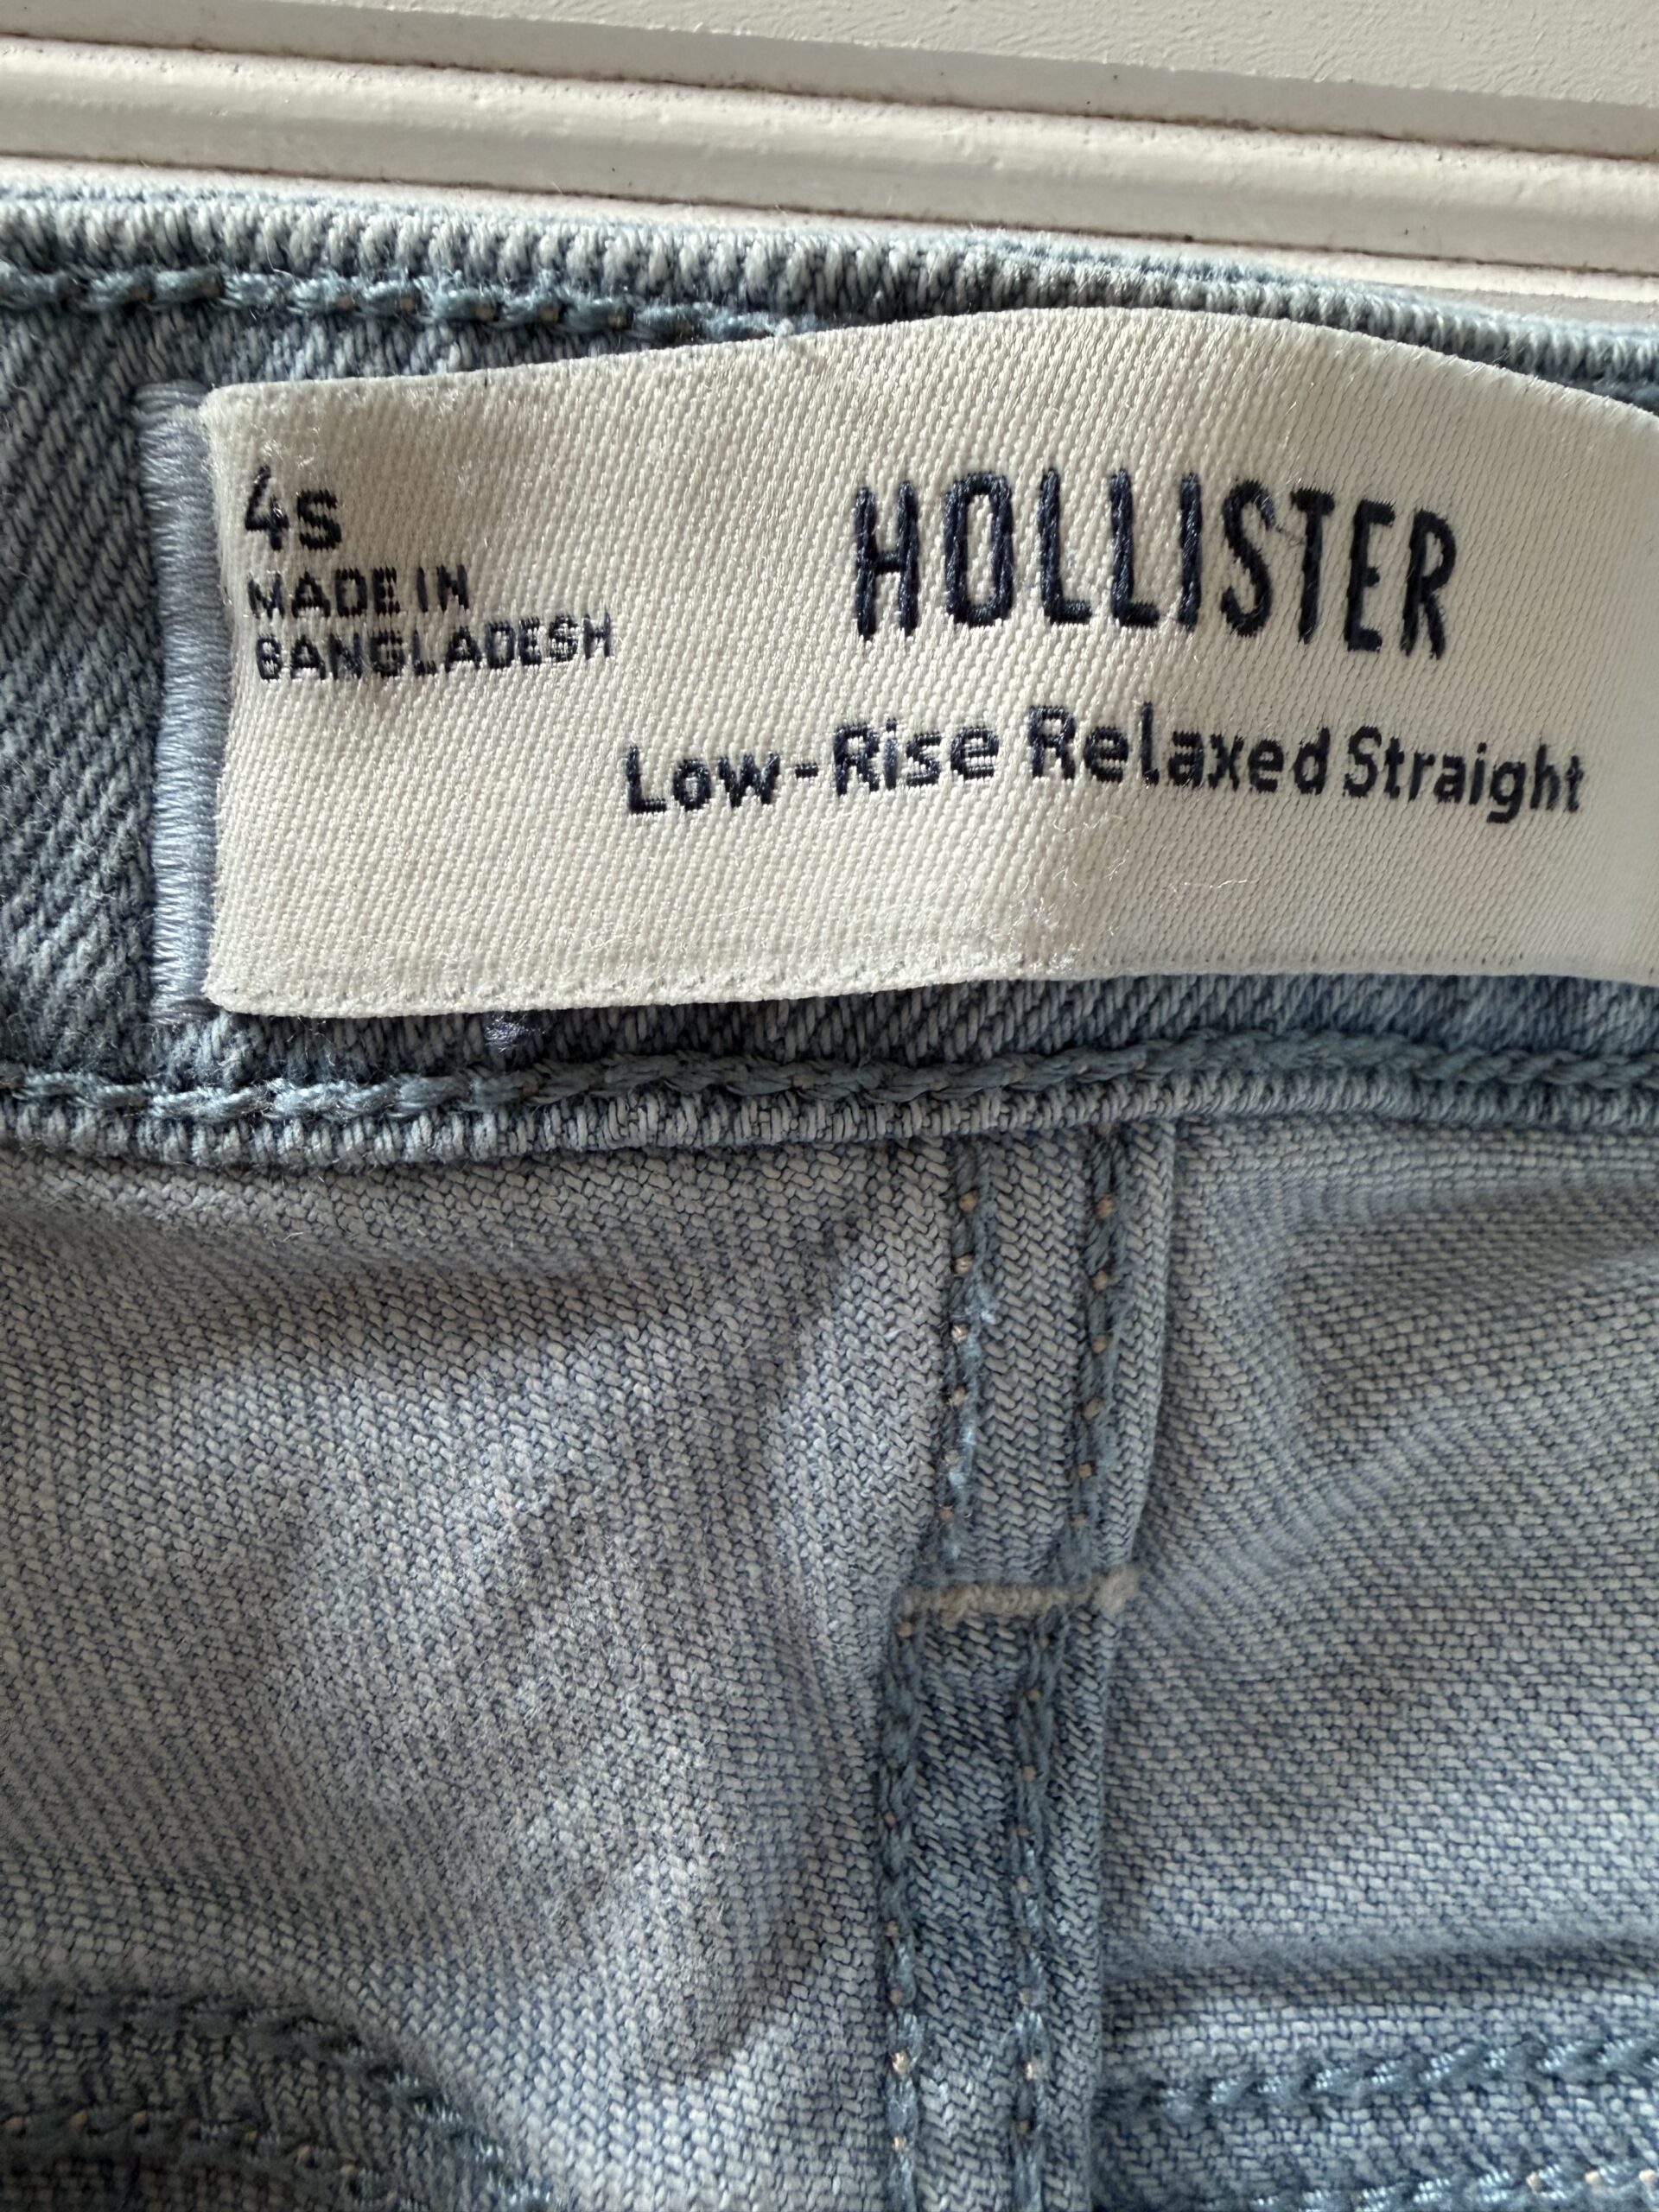 4S
MADE IN
BANGLADESH
HOLLISTER
Low-Rise Relaxed Straight